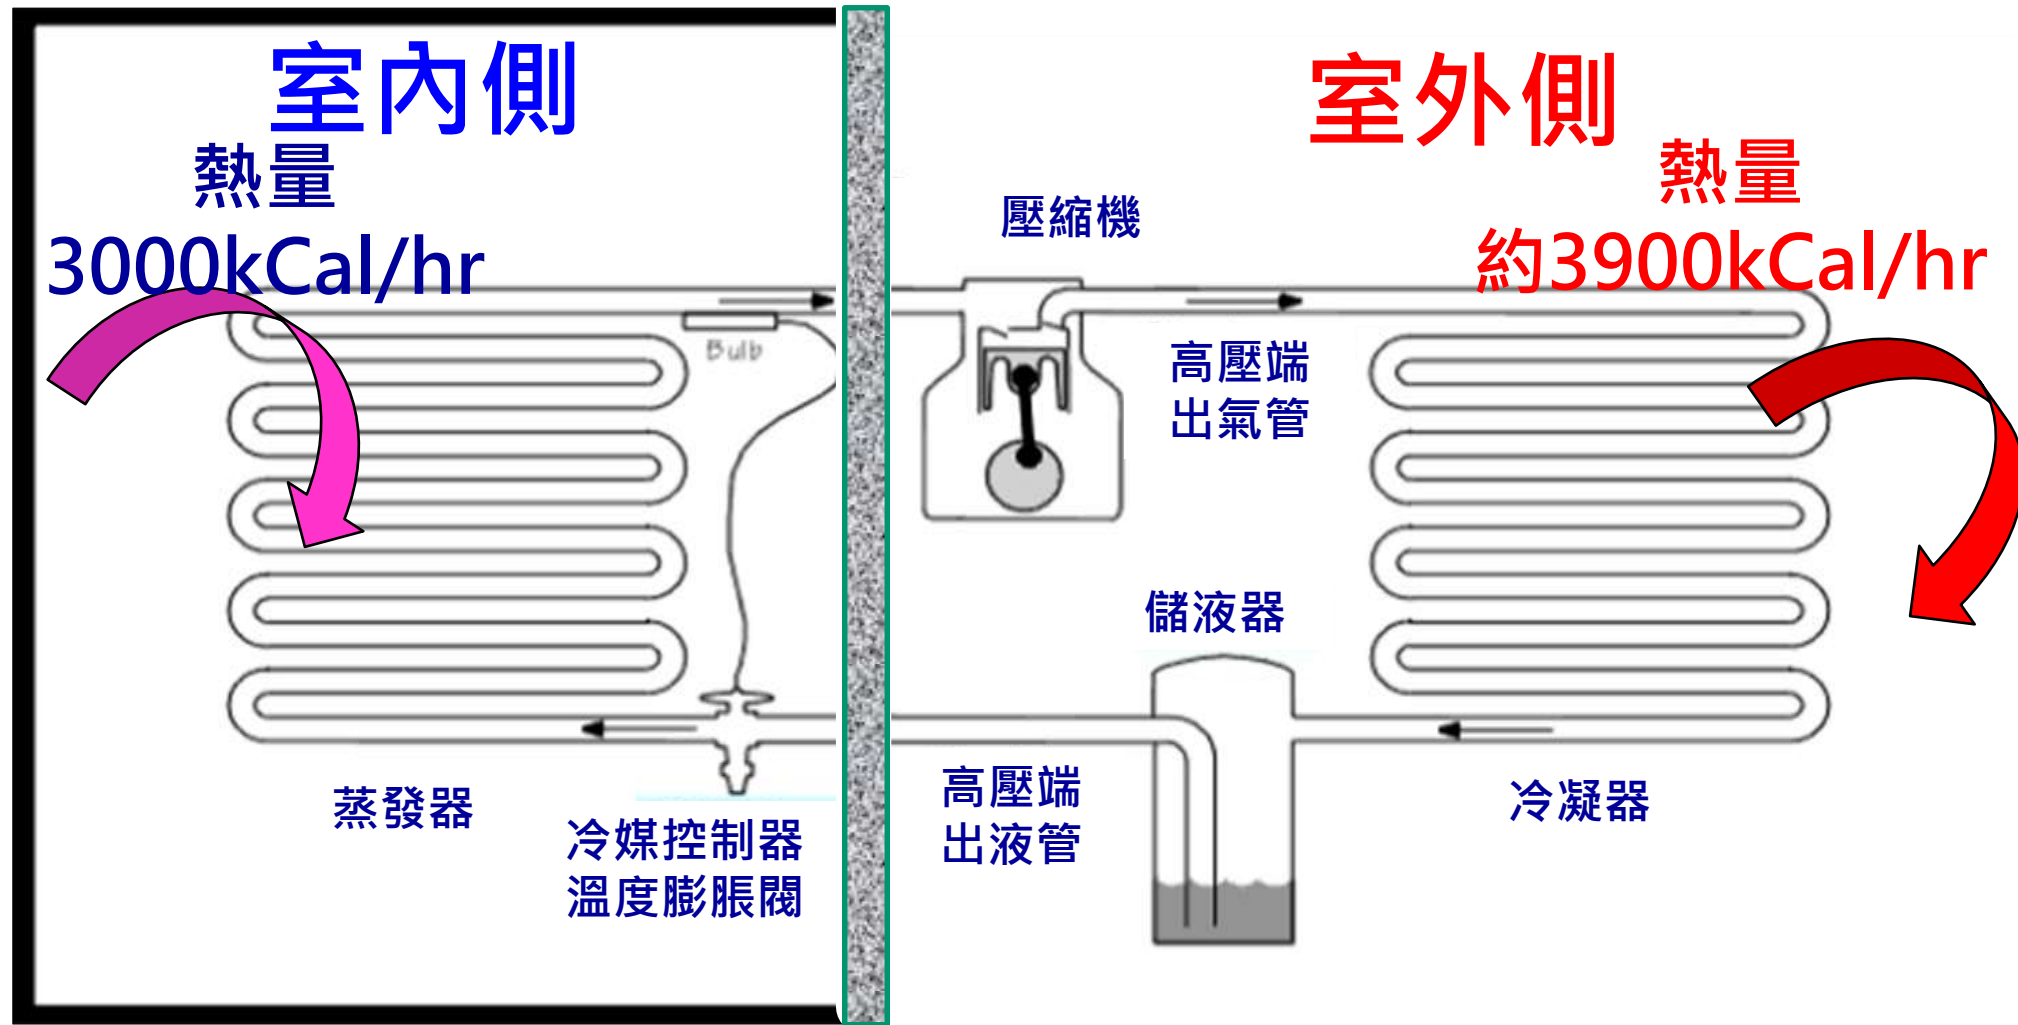 室內側
熱量
3000kCal/hr
Bulb
蒸發器
冷媒控制器
溫度膨脹閥
室外側
熱量
約3900kCal/hr
壓縮機
高壓端
出氣管
儲液器
高壓端
出液管
冷凝器